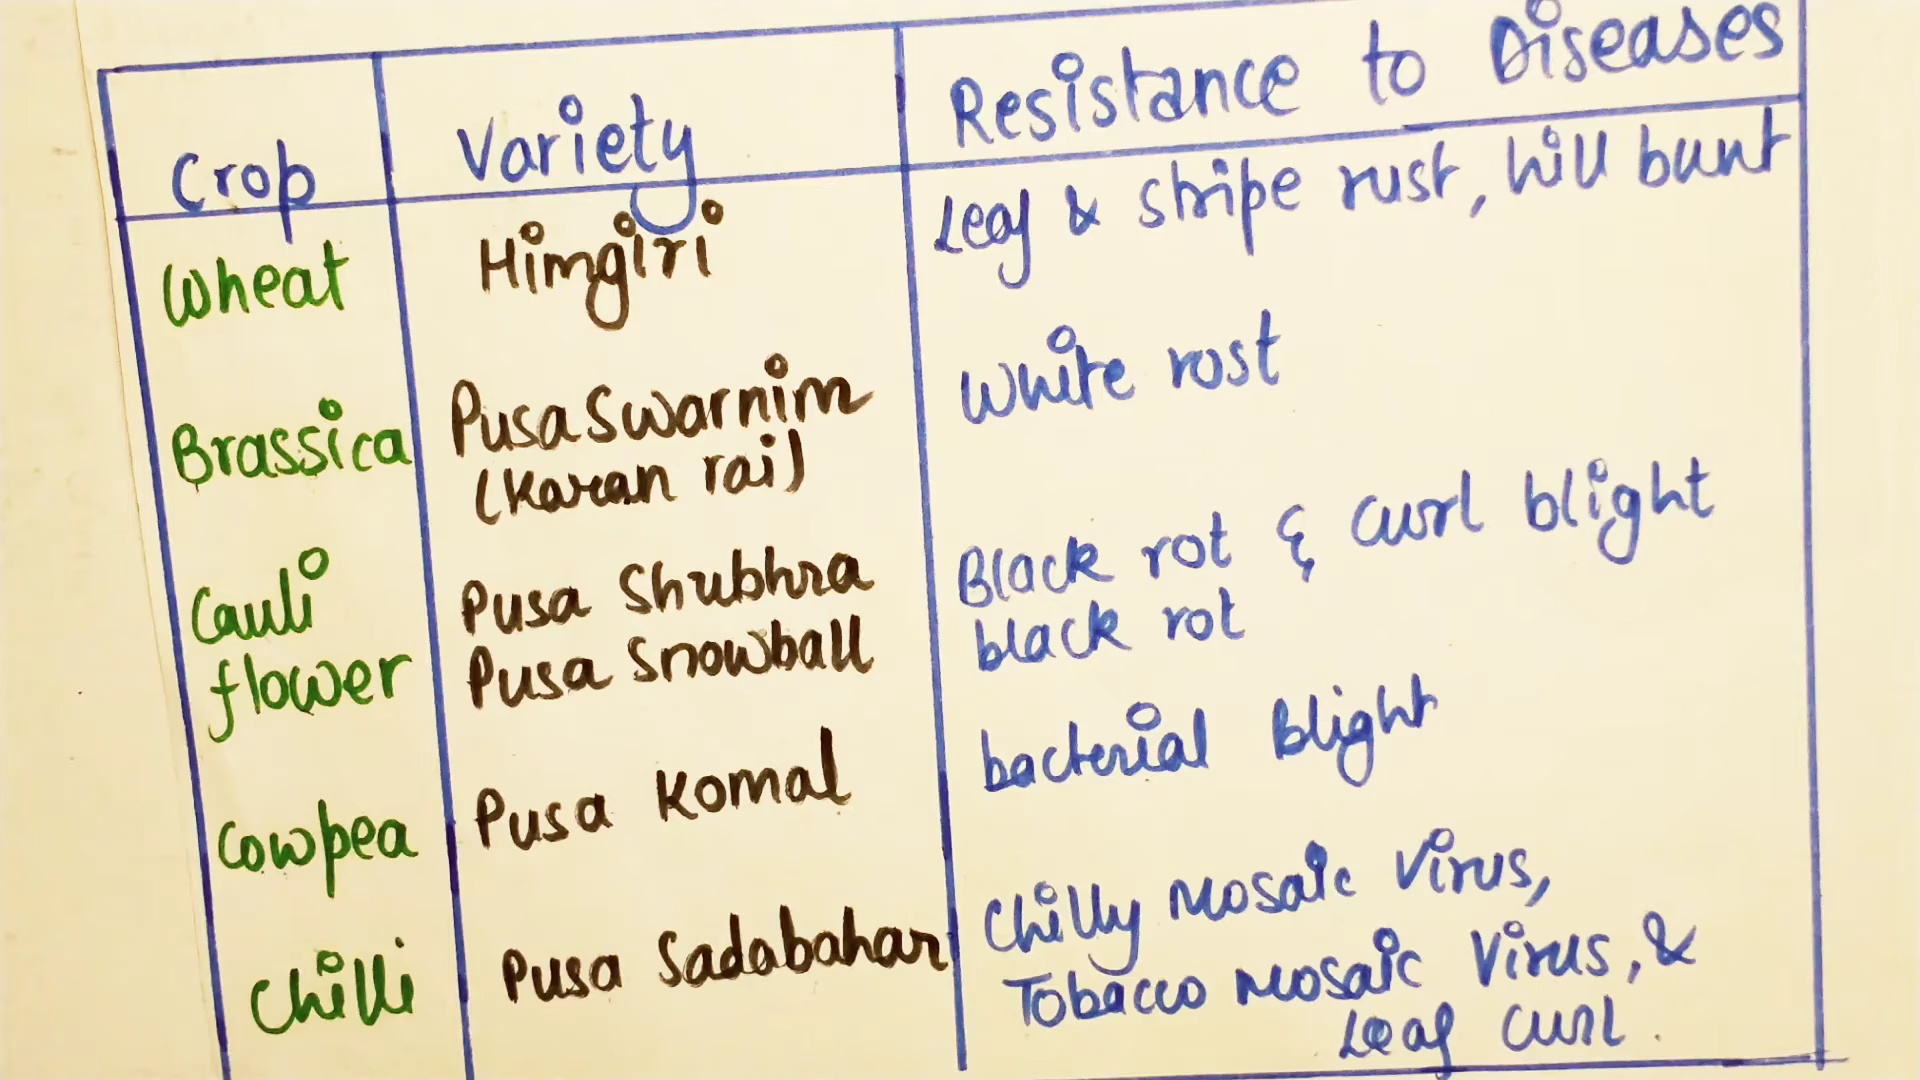 Crop Variety Resistance to Diseases
Wheat Himgiri Leaf & stripe rust, hill bunt
Brassica Pusa Swarnim White rost
(Karan rai)
Cauli Pusa Shubhra Black rot & curl blight
flower Pusa Snowball black rot
Cowpea Pusa Komal bacterial Blight
Chilli Pusa Sadabahar Chilly Mosaic Virus,
Tobacco Mosaic Virus, &
Leaf Curl.